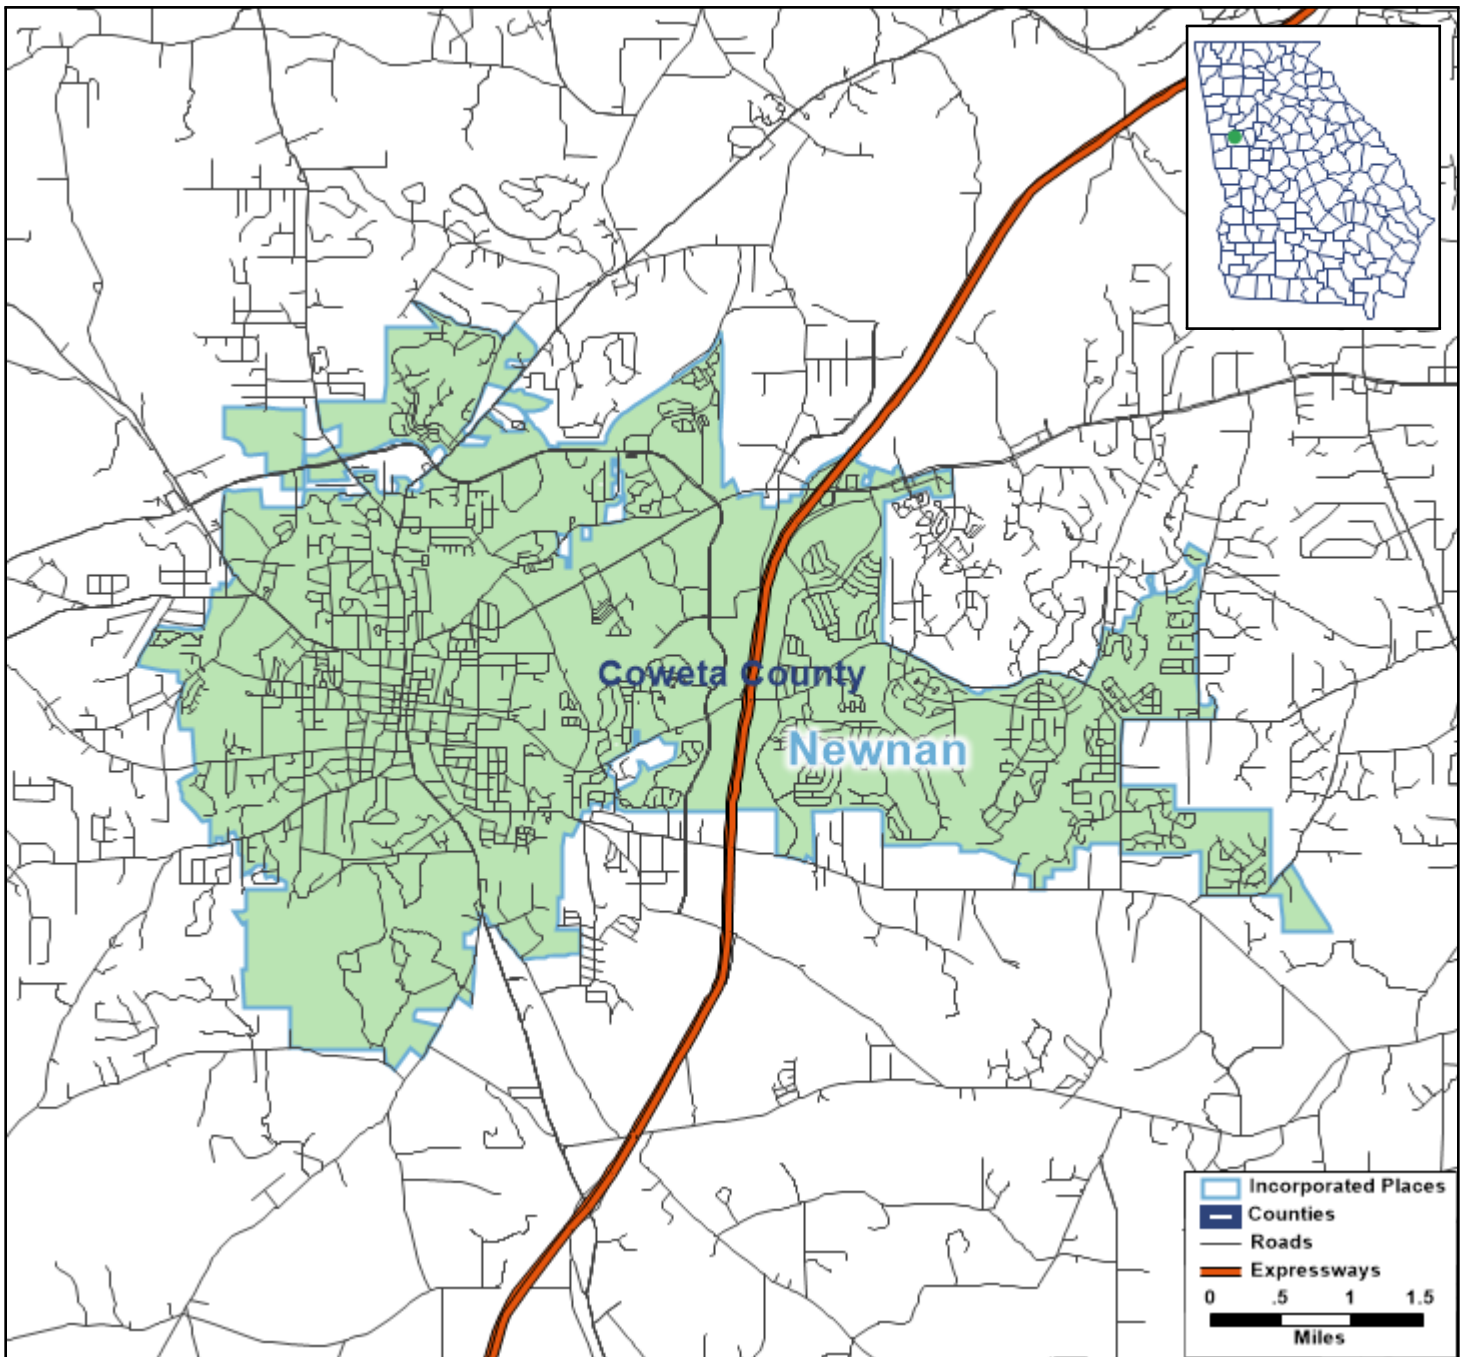 Coweta County
Newnan
Incorporated Places
Counties
Roads
Expressways
0 .5 1 1.5
Miles